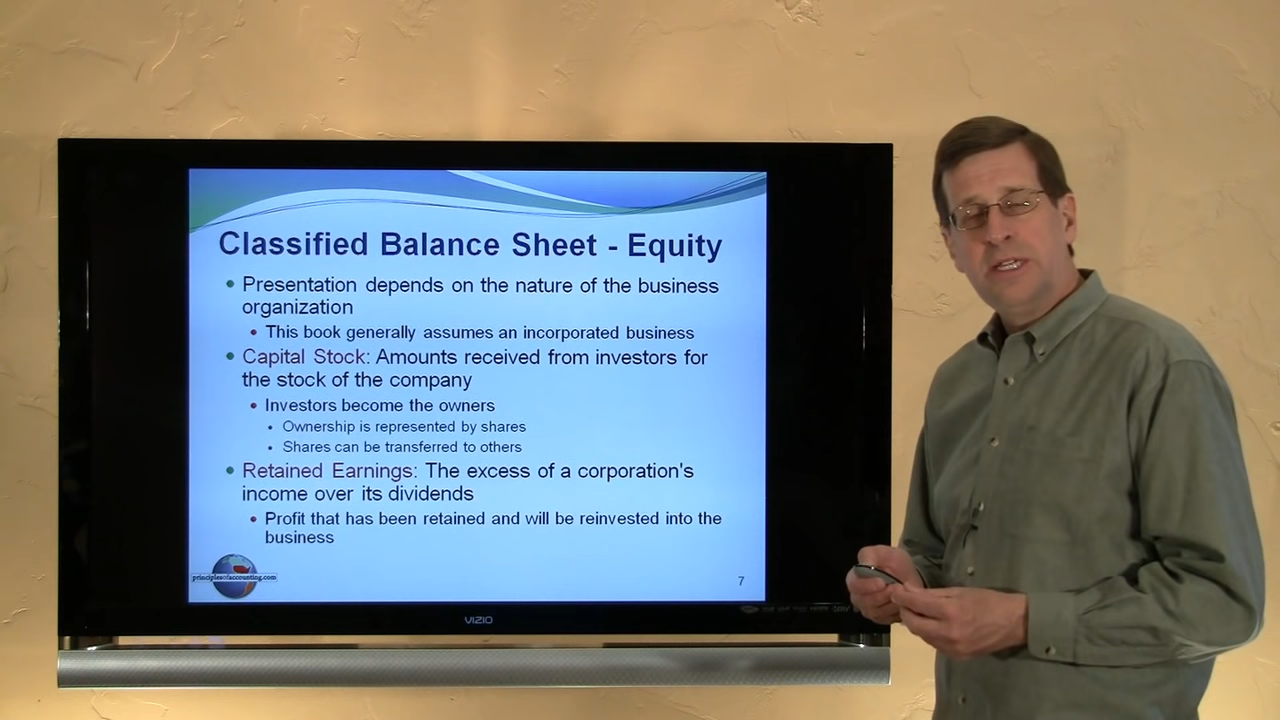 Classified Balance Sheet - Equity
• Presentation depends on the nature of the business
organization
• This book generally assumes an incorporated business
• Capital Stock: Amounts received from investors for
the stock of the company
• Investors become the owners
• Ownership is represented by shares
• Shares can be transferred to others
• Retained Earnings: The excess of a corporation's
income over its dividends
• Profit that has been retained and will be reinvested into the
business
principlesofaccounting.com
7
VIZIO